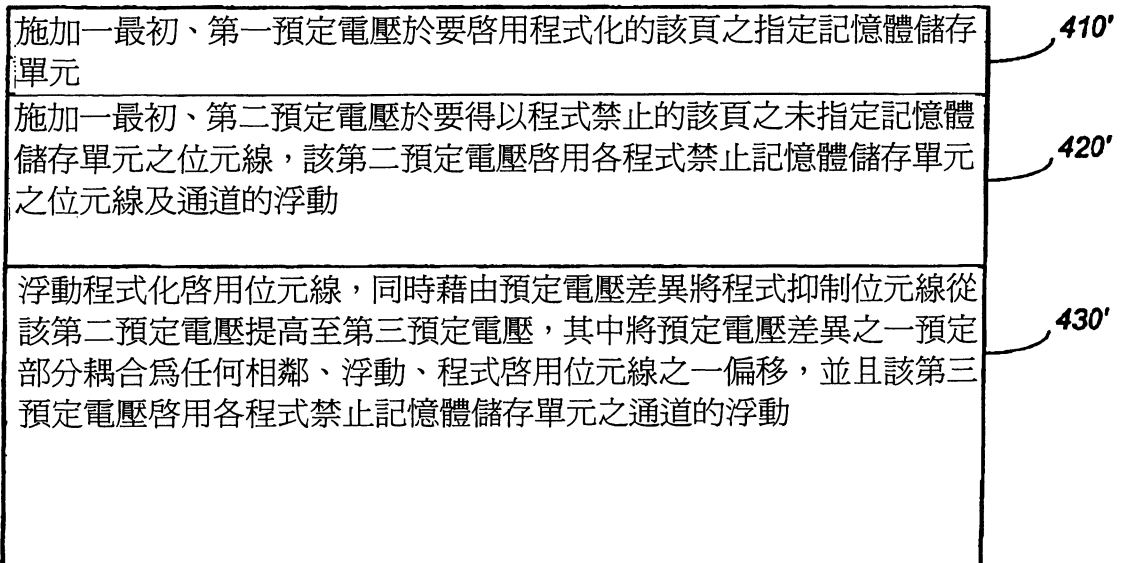 施加一最初、第一預定電壓於要啓用程式化的該頁之指定記憶體儲存
單元
410'
施加一最初、第二預定電壓於要得以程式禁止的該頁之未指定記憶體
儲存單元之位元線，該第二預定電壓啓用各程式禁止記憶體儲存單元
之位元線及通道的浮動
420'
浮動程式化啓用位元線，同時藉由預定電壓差異將程式抑制位元線從
該第二預定電壓提高至第三預定電壓，其中將預定電壓差異之一預定
部分耦合爲任何相鄰、浮動、程式啓用位元線之一偏移，並且該第三
預定電壓啓用各程式禁止記憶體儲存單元之通道的浮動
430'